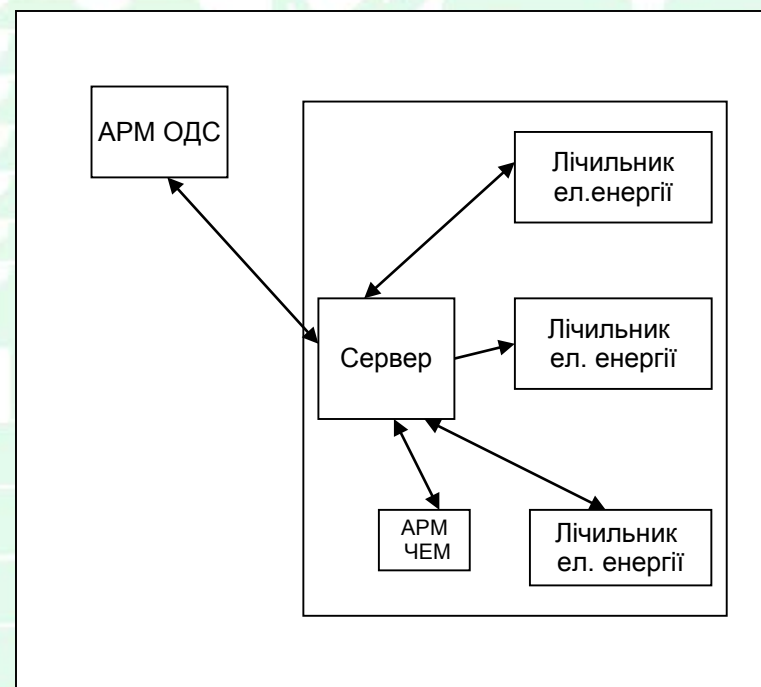 АРМ ОДС
Лічильник
ел.енергії
Сервер
Лічильник
ел. енергії
АРМ
ЧЕМ
Лічильник
ел. енергії